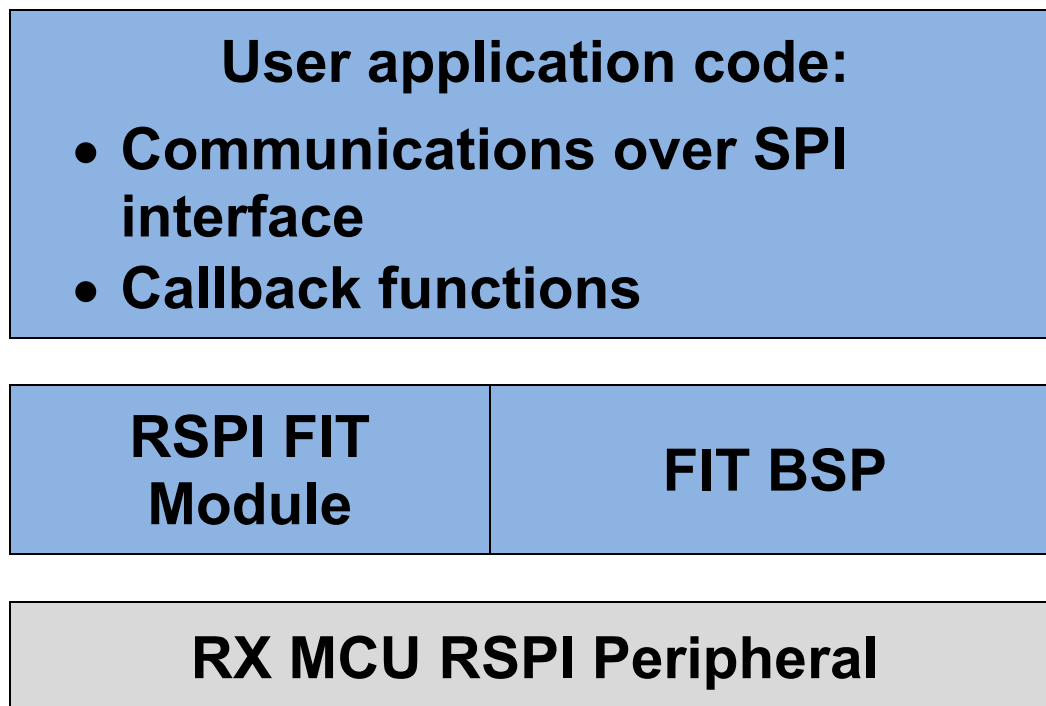 User application code:
• Communications over SPI
interface
• Callback functions
RSPI FIT
Module
FIT BSP
RX MCU RSPI Peripheral